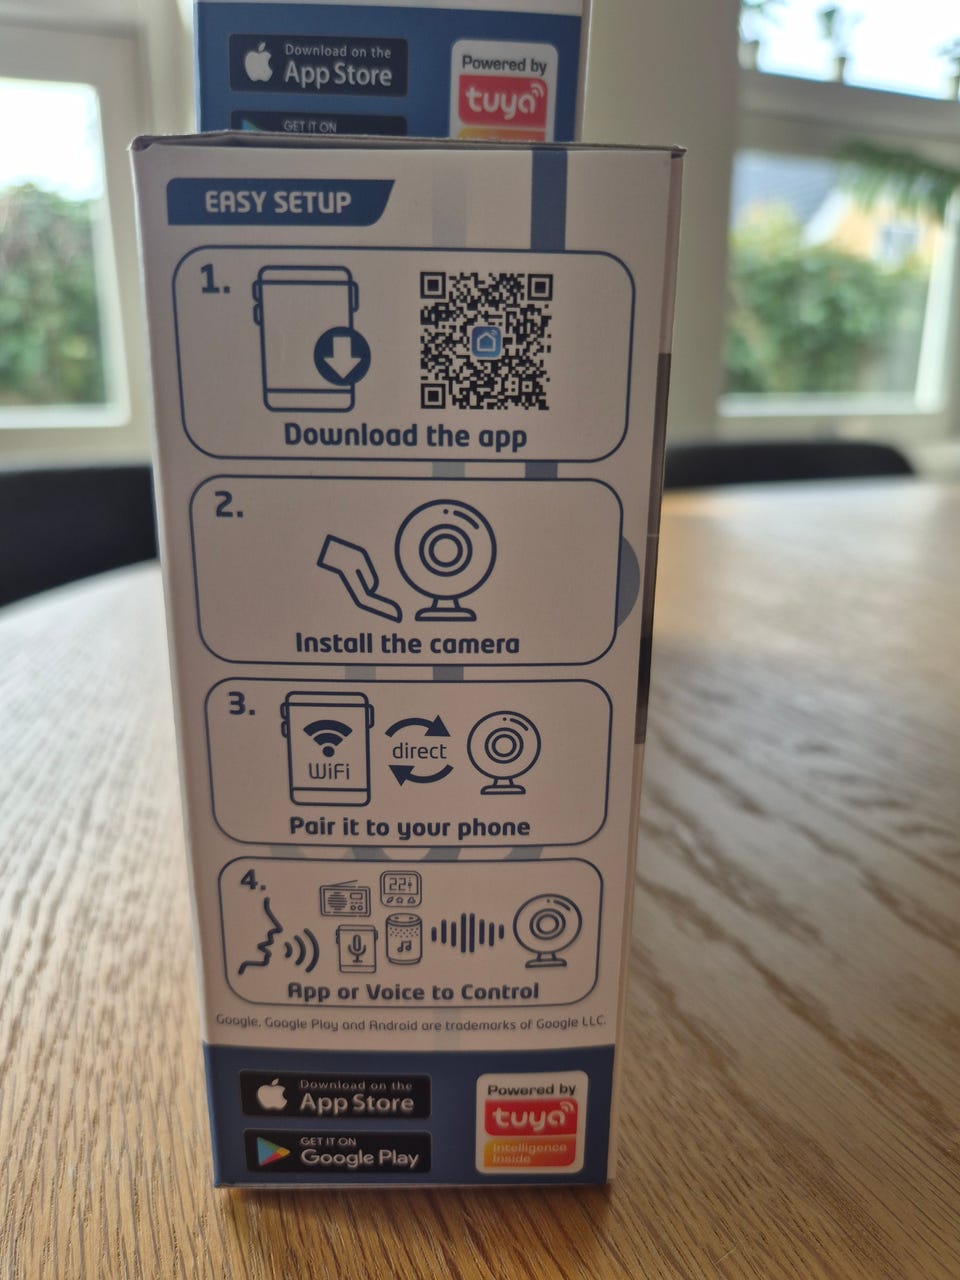 Download on the
App Store
GET IT ON
Powered by
tuya
EASY SETUP
1.
Download the app
2.
Install the camera
3.
WiFi
direct
Pair it to your phone
4.
22
App or Voice to Control
Google, Google Play and Android are trademarks of Google LLC.
Download on the
App Store
GET IT ON
Google Play
Powered by
tuya
Intelligence
Inside